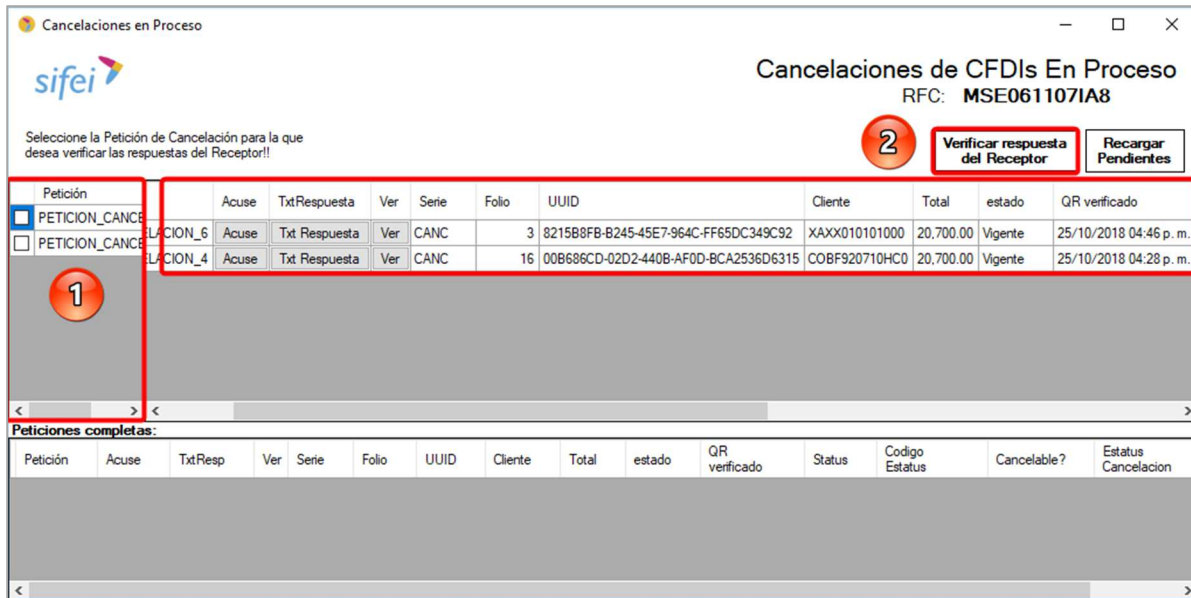 Cancelaciones en Proceso
sifei
Cancelaciones de CFDIs En Proceso
RFC: MSE061107IA8
Seleccione la Petición de Cancelación para la que
desea verificar las respuestas del Receptor!!
2
Verificar respuesta
del Receptor
Recargar
Pendientes
Petición
PETICION_CANCE
PETICION_CANCE
1
Acuse TxtRespuesta Ver Serie Folio UUID Cliente Total estado QR verificado
ELACION_6 Acuse Txt Respuesta Ver CANC 3 8215B8FB-B245-45E7-964C-FF65DC349C92 XAXX010101000 20,700.00 Vigente 25/10/2018 04:46 p. m.
ELACION_4 Acuse Txt Respuesta Ver CANC 16 00B686CD-02D2-440B-AF0D-BCA2536D6315 COBF920710HC0 20,700.00 Vigente 25/10/2018 04:28 p. m.
Peticiones completas:
Petición Acuse TxtResp Ver Serie Folio UUID Cliente Total estado QR verificado Status Codigo Estatus Cancelable? Estatus Cancelacion